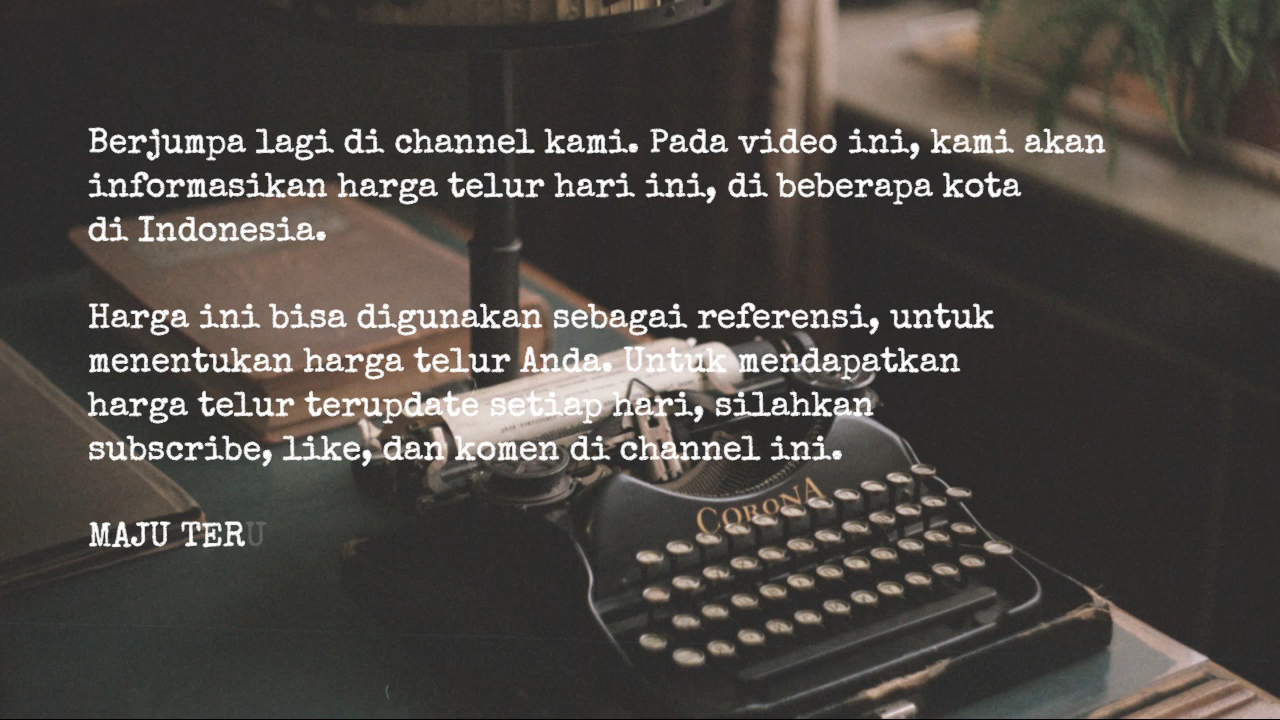 Berjumpa lagi di channel kami. Pada video ini, kami akan
informasikan harga telur hari ini, di beberapa kota
di Indonesia.
Harga ini bisa digunakan sebagai referensi, untuk
menentukan harga telur Anda. Untuk mendapatkan
harga telur terupdate setiap hari, silahkan
subscribe, like, dan komen di channel ini.
MAJU TERU
CORONA